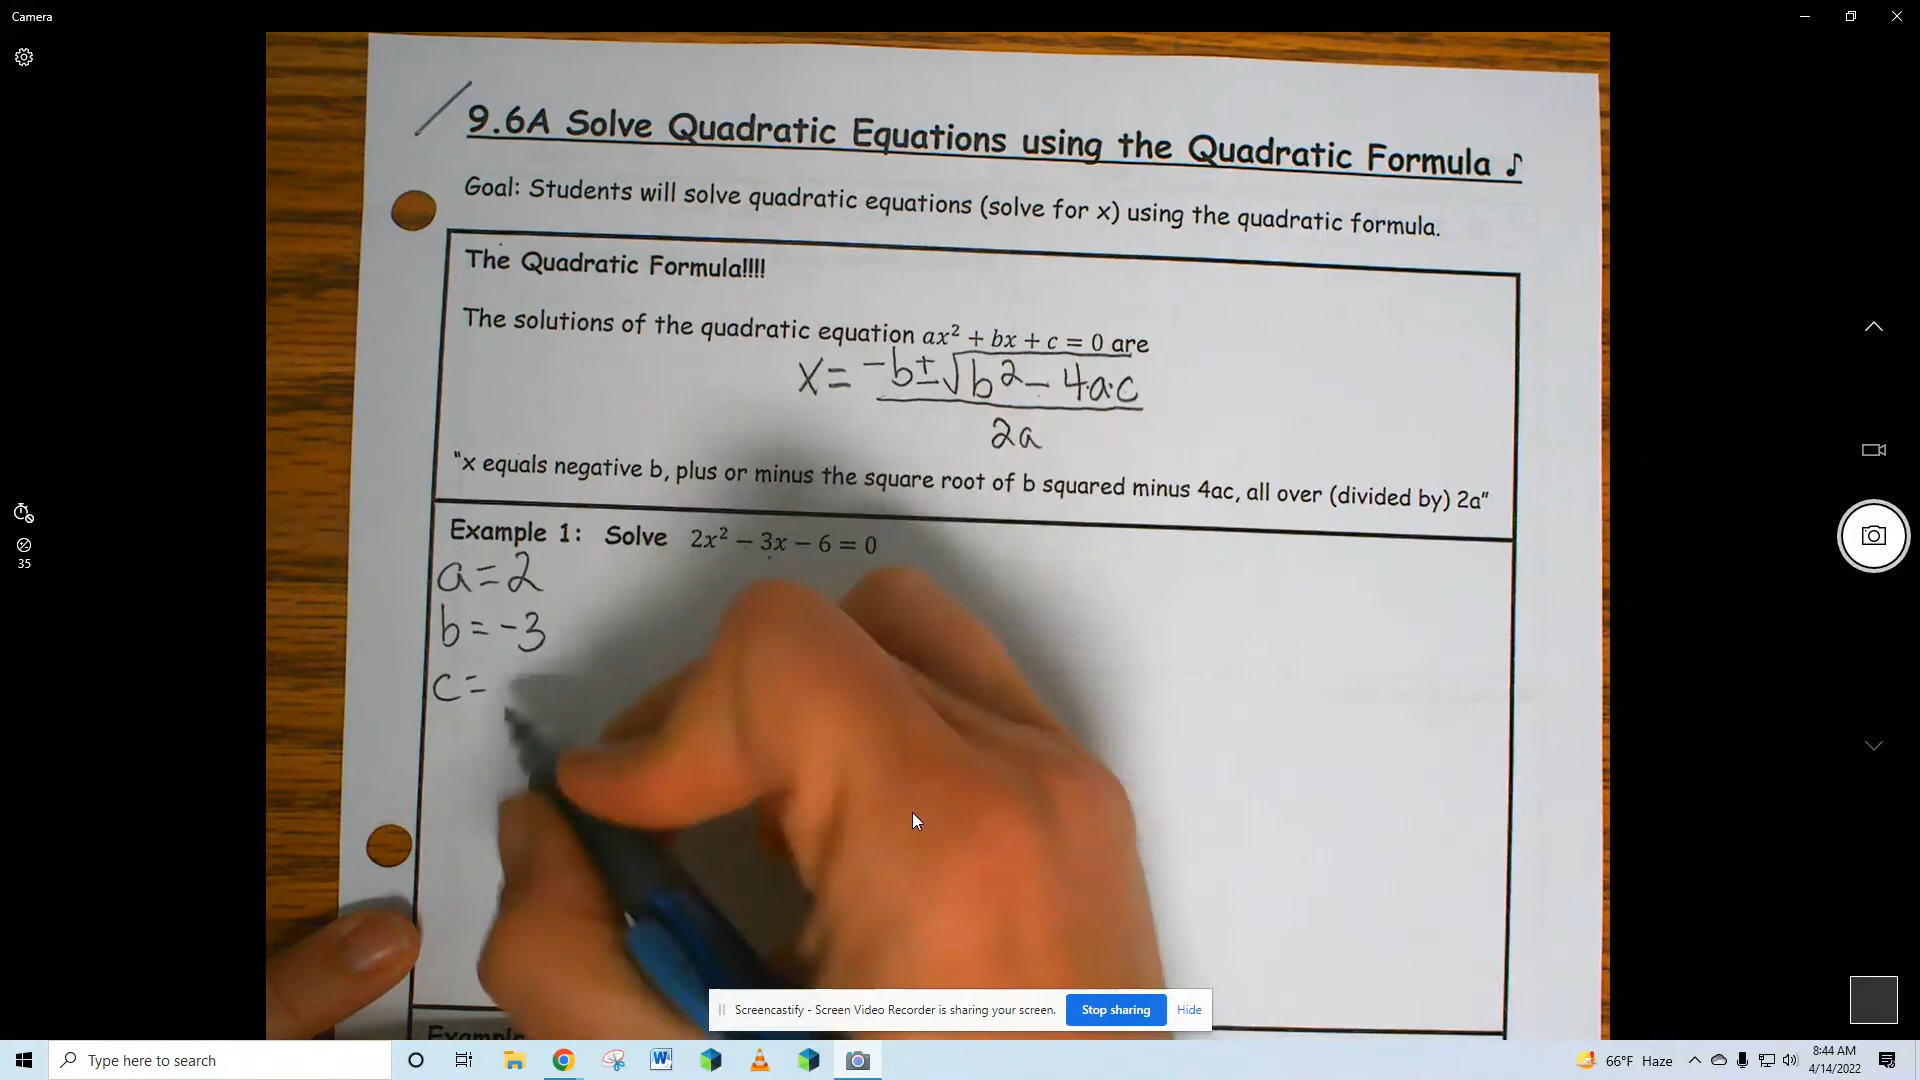 Camera
9.6A Solve Quadratic Equations using the Quadratic Formula ♪
Goal: Students will solve quadratic equations (solve for x) using the quadratic formula.
The Quadratic Formula!!!!
The solutions of the quadratic equation ax² + bx + c = 0 are
x = -b ± √b² - 4·a·c
2a
"x equals negative b, plus or minus the square root of b squared minus 4ac, all over (divided by) 2a"
Example 1: Solve 2x² − 3x − 6 = 0
a = 2
b = -3
c =
35
Screencastify - Screen Video Recorder is sharing your screen. Stop sharing Hide
Type here to search
66°F Haze
8:44 AM
4/14/2022